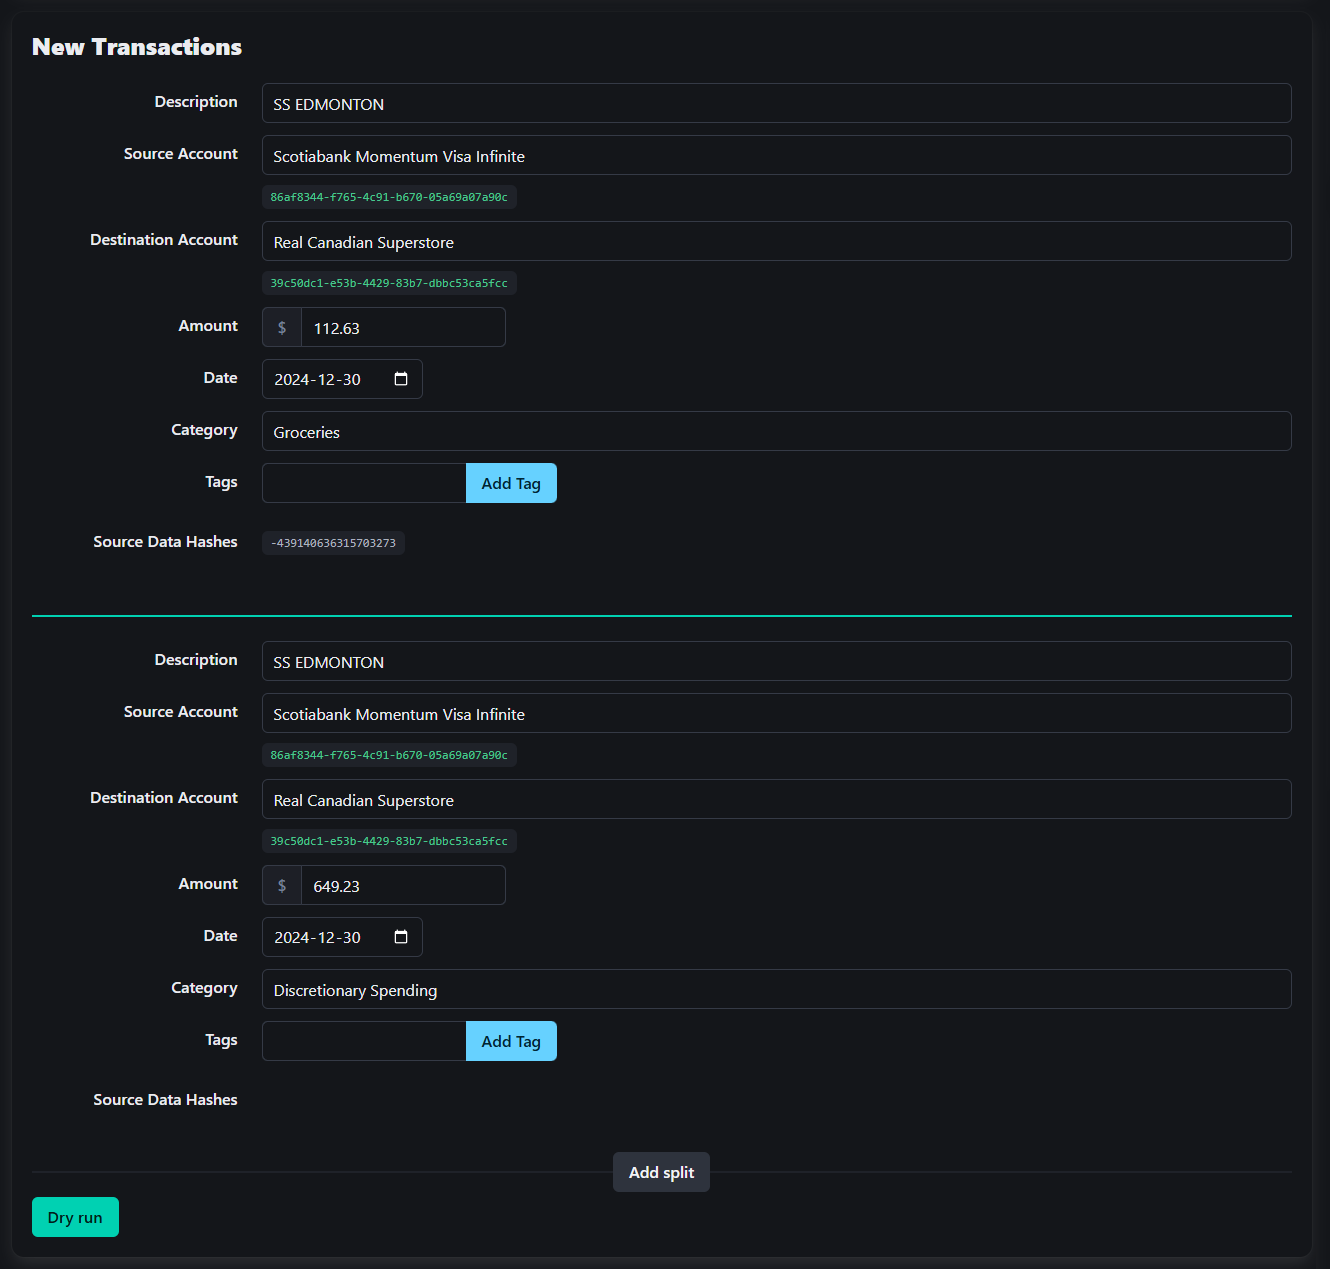 New Transactions
Description
SS EDMONTON
Source Account
Scotiabank Momentum Visa Infinite
86af8344-f765-4c91-b670-05a69a07a90c
Destination Account
Real Canadian Superstore
39c50dc1-e53b-4429-83b7-dbbc53ca5fcc
Amount
$ 112.63
Date
2024-12-30
Category
Groceries
Tags
Add Tag
Source Data Hashes
-439140636315703273
Description
SS EDMONTON
Source Account
Scotiabank Momentum Visa Infinite
86af8344-f765-4c91-b670-05a69a07a90c
Destination Account
Real Canadian Superstore
39c50dc1-e53b-4429-83b7-dbbc53ca5fcc
Amount
$ 649.23
Date
2024-12-30
Category
Discretionary Spending
Tags
Add Tag
Source Data Hashes
Add split
Dry run